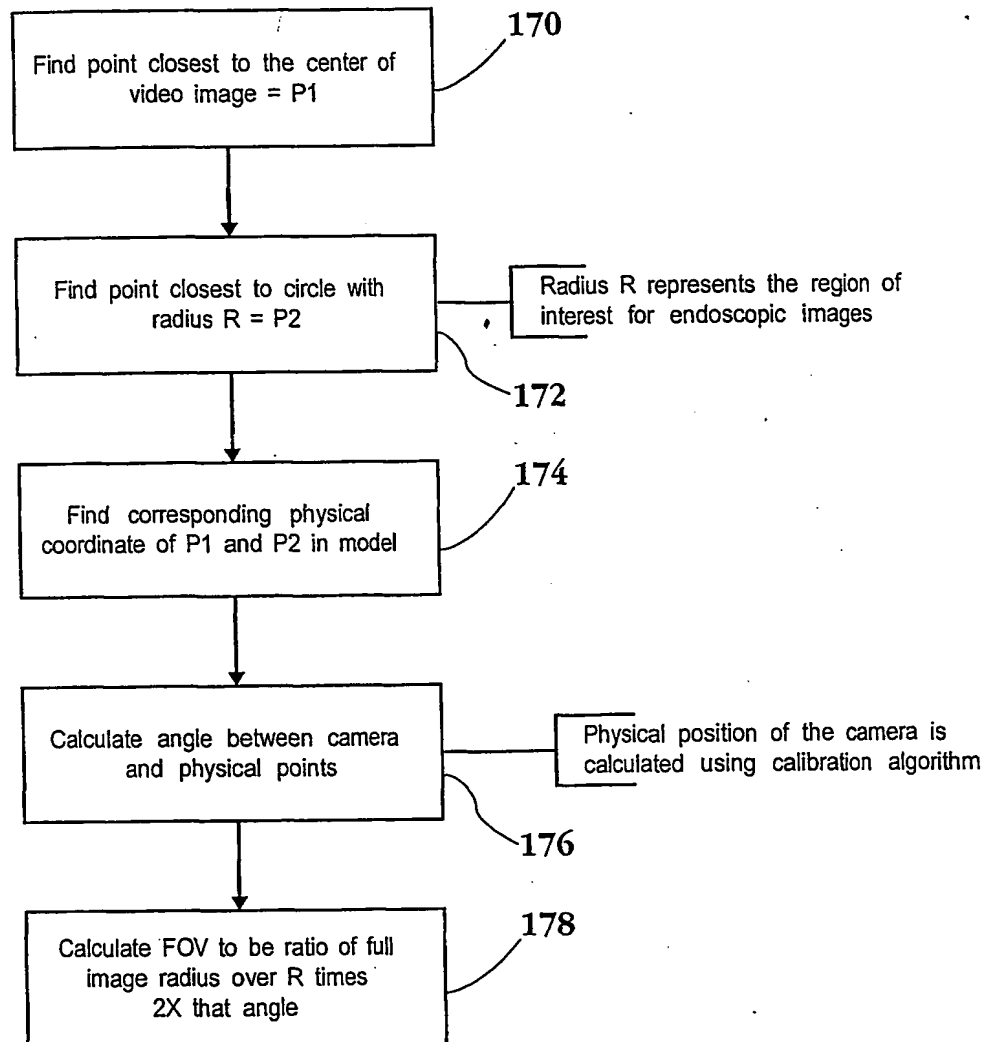 170
Find point closest to the center of
video image = P1
Find point closest to circle with
radius R = P2
Radius R represents the region of
interest for endoscopic images
172
174
Find corresponding physical
coordinate of P1 and P2 in model
Calculate angle between camera
and physical points
Physical position of the camera is
calculated using calibration algorithm
176
178
Calculate FOV to be ratio of full
image radius over R times
2X that angle